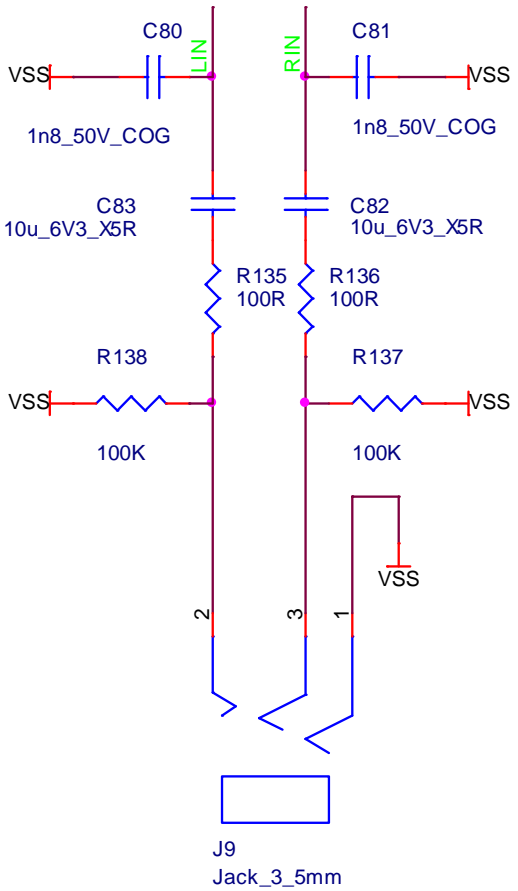 C80
C81
LIN
RIN
VSS
VSS
1n8_50V_COG
1n8_50V_COG
C83
10u_6V3_X5R
C82
10u_6V3_X5R
R135
100R
R136
100R
R138
R137
VSS
VSS
100K
100K
VSS
2
3
1
J9
Jack_3_5mm